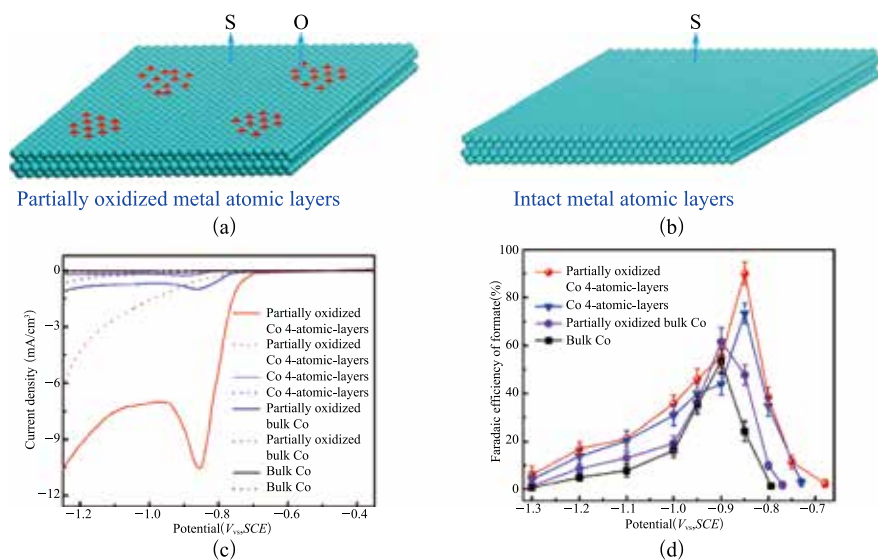 S O
S
Partially oxidized metal atomic layers
(a)
Intact metal atomic layers
(b)
Current density (mA/cm²)
0
−3
−6
−9
−12
Partially oxidized
Co 4-atomic-layers
Partially oxidized
Co 4-atomic-layers
Co 4-atomic-layers
Co 4-atomic-layers
Partially oxidized
bulk Co
Partially oxidized
bulk Co
Bulk Co
Bulk Co
−1.2 −1.0 −0.8 −0.6 −0.4
Potential(Vvs,SCE)
(c)
Faradaic efficiency of formate(%)
100
80
60
40
20
0
Partially oxidized
Co 4-atomic-layers
Co 4-atomic-layers
Partially oxidized bulk Co
Bulk Co
−1.3 −1.2 −1.1 −1.0 −0.9 −0.8 −0.7
Potential(Vvs,SCE)
(d)